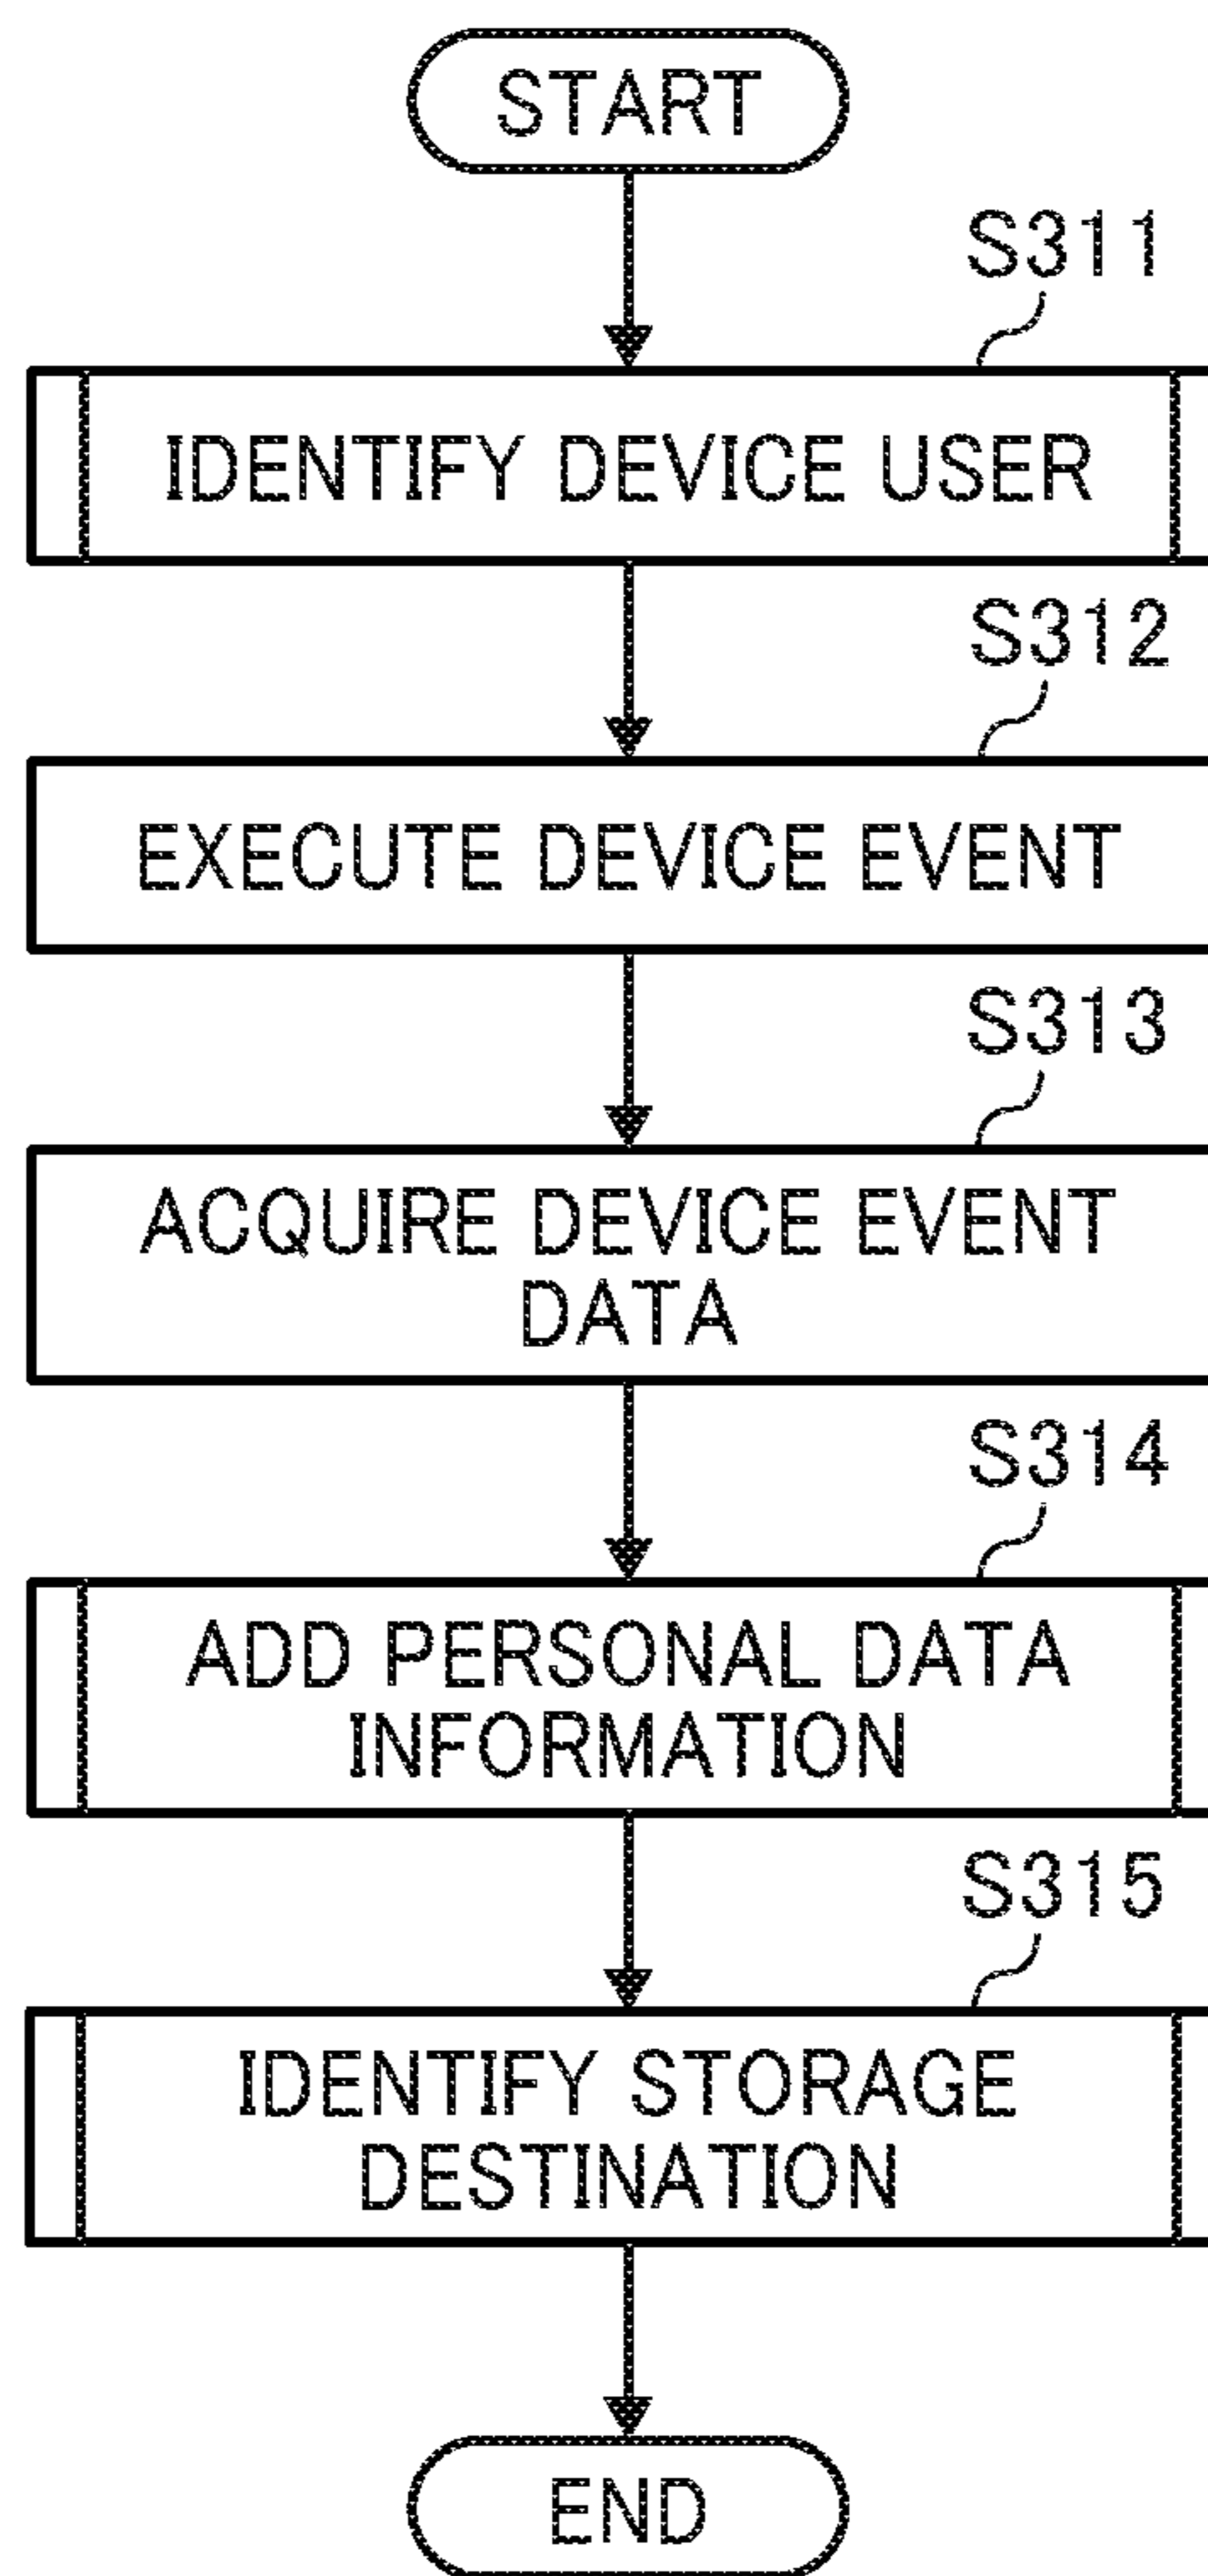 START
S311
IDENTIFY DEVICE USER
S312
EXECUTE DEVICE EVENT
S313
ACQUIRE DEVICE EVENT
DATA
S314
ADD PERSONAL DATA
INFORMATION
S315
IDENTIFY STORAGE
DESTINATION
END